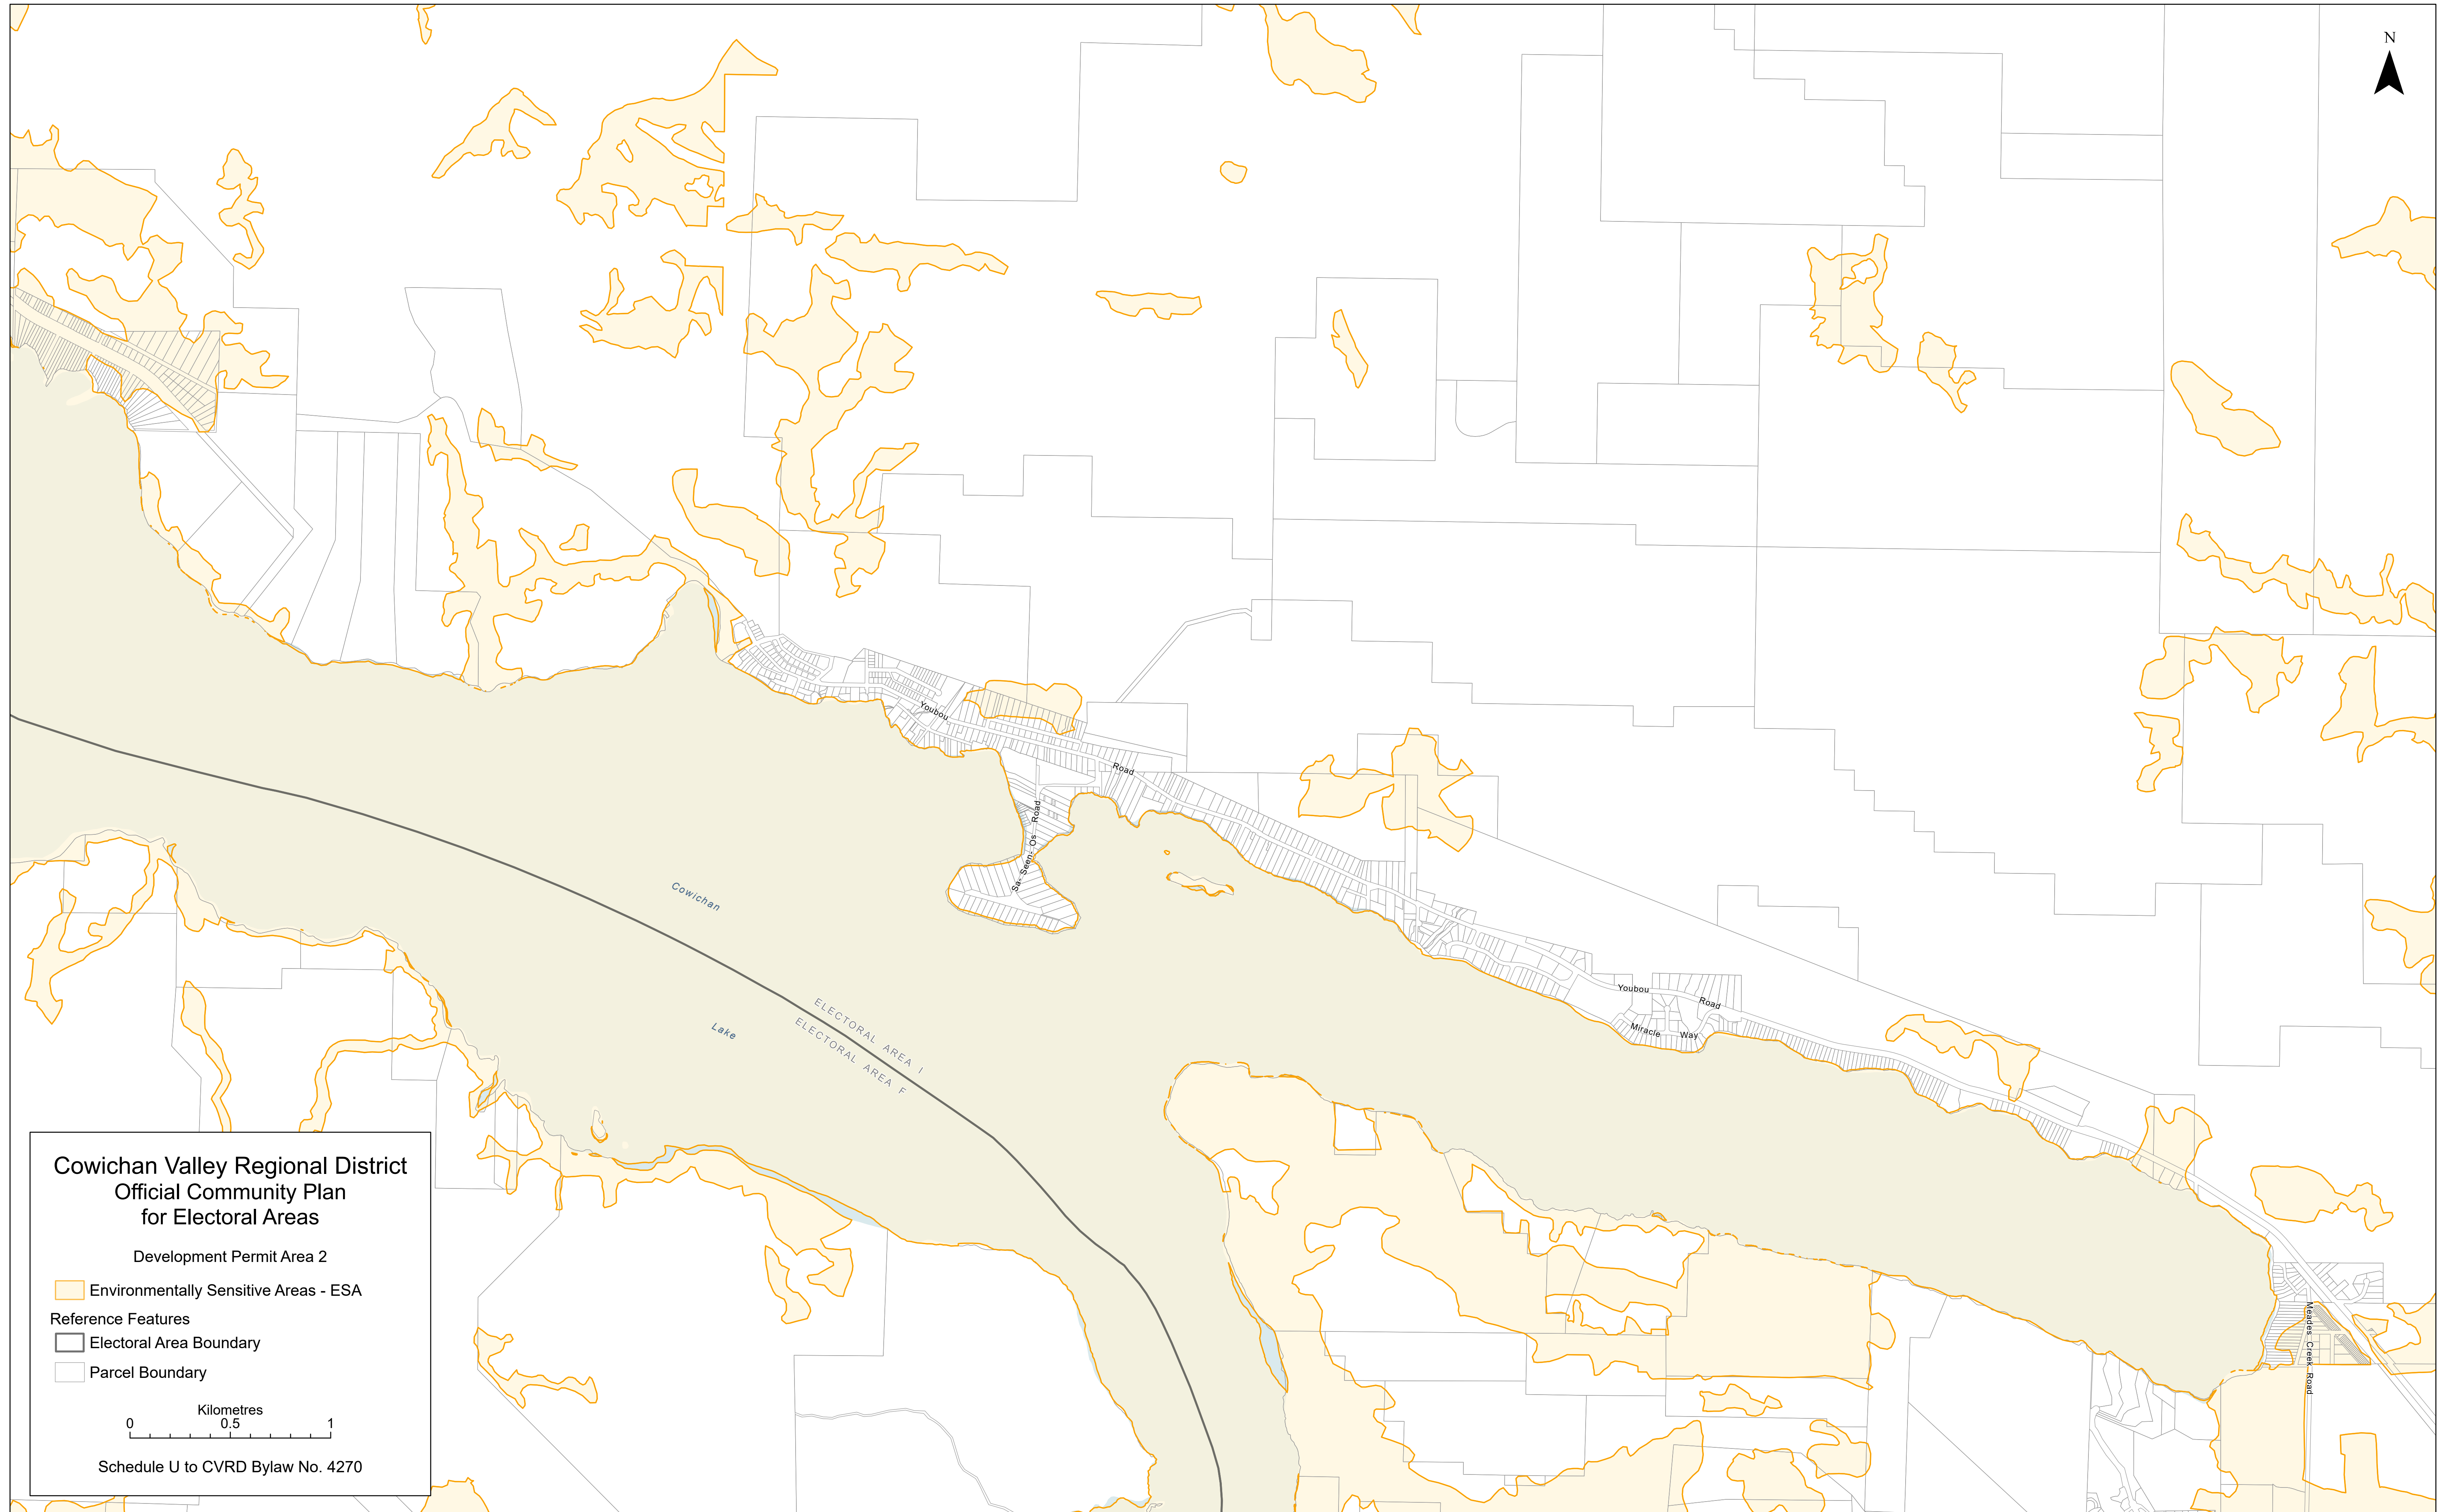 N
Youbou
Road
Sa- Seen- Os Road
Cowichan
Lake
ELECTORAL AREA I
ELECTORAL AREA F
Youbou
Road
Miracle Way
Meades Creek Road
Cowichan Valley Regional District
Official Community Plan
for Electoral Areas
Development Permit Area 2
Environmentally Sensitive Areas - ESA
Reference Features
Electoral Area Boundary
Parcel Boundary
Kilometres
0 0.5 1
Schedule U to CVRD Bylaw No. 4270